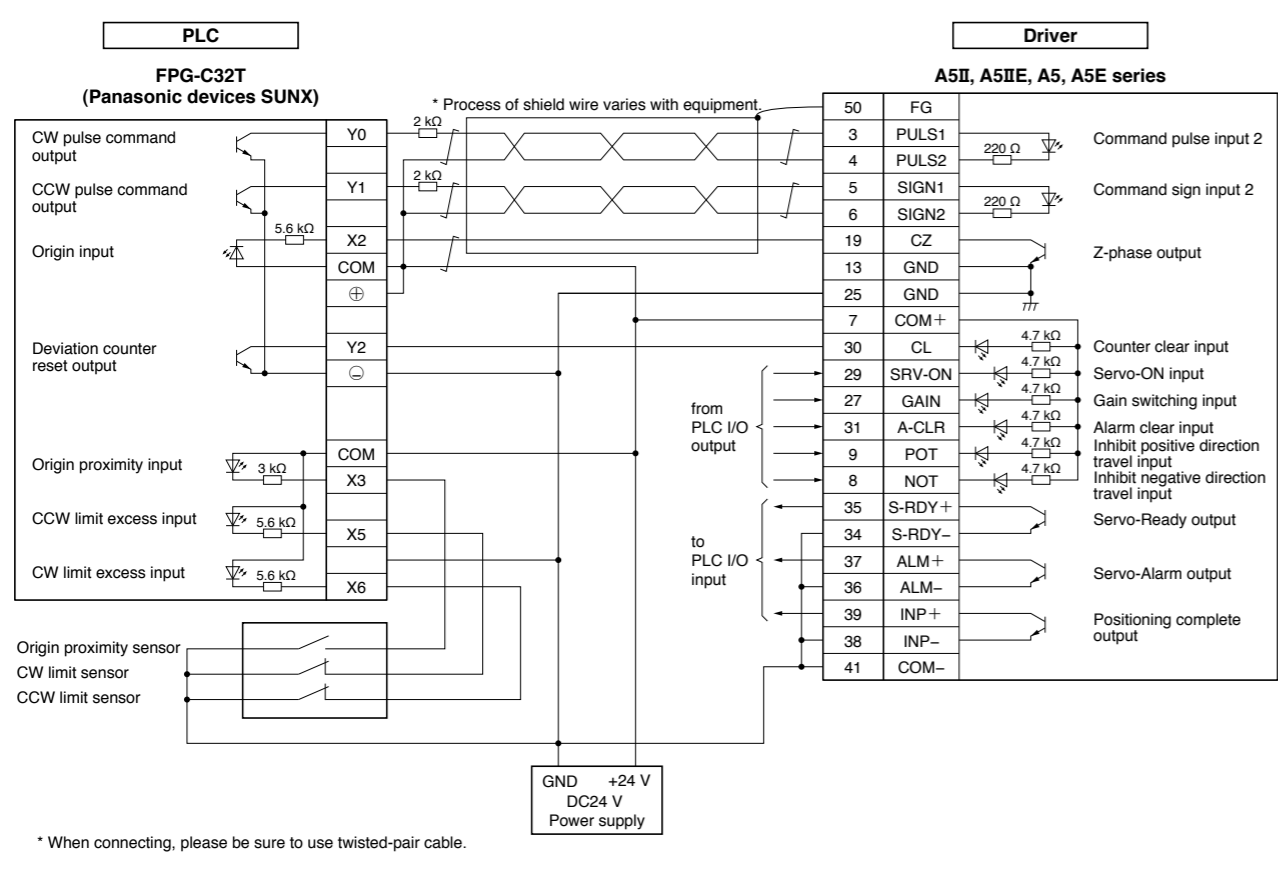 PLC
Driver
FPG-C32T
(Panasonic devices SUNX)
A5II, A5IIE, A5, A5E series
* Process of shield wire varies with equipment.
CW pulse command
output
CCW pulse command
output
Origin input
Deviation counter
reset output
Origin proximity input
CCW limit excess input
CW limit excess input
5.6 kΩ
3 kΩ
5.6 kΩ
5.6 kΩ
Y0
Y1
X2
COM
⊕
Y2
⊖
COM
X3
X5
X6
2 kΩ
2 kΩ
from
PLC I/O
output
to
PLC I/O
input
50 FG
3 PULS1
4 PULS2
5 SIGN1
6 SIGN2
19 CZ
13 GND
25 GND
7 COM+
30 CL
29 SRV-ON
27 GAIN
31 A-CLR
9 POT
8 NOT
35 S-RDY+
34 S-RDY−
37 ALM+
36 ALM−
39 INP+
38 INP−
41 COM−
220 Ω
220 Ω
4.7 kΩ
4.7 kΩ
4.7 kΩ
4.7 kΩ
4.7 kΩ
4.7 kΩ
Command pulse input 2
Command sign input 2
Z-phase output
Counter clear input
Servo-ON input
Gain switching input
Alarm clear input
Inhibit positive direction
travel input
Inhibit negative direction
travel input
Servo-Ready output
Servo-Alarm output
Positioning complete
output
Origin proximity sensor
CW limit sensor
CCW limit sensor
GND +24 V
DC24 V
Power supply
* When connecting, please be sure to use twisted-pair cable.